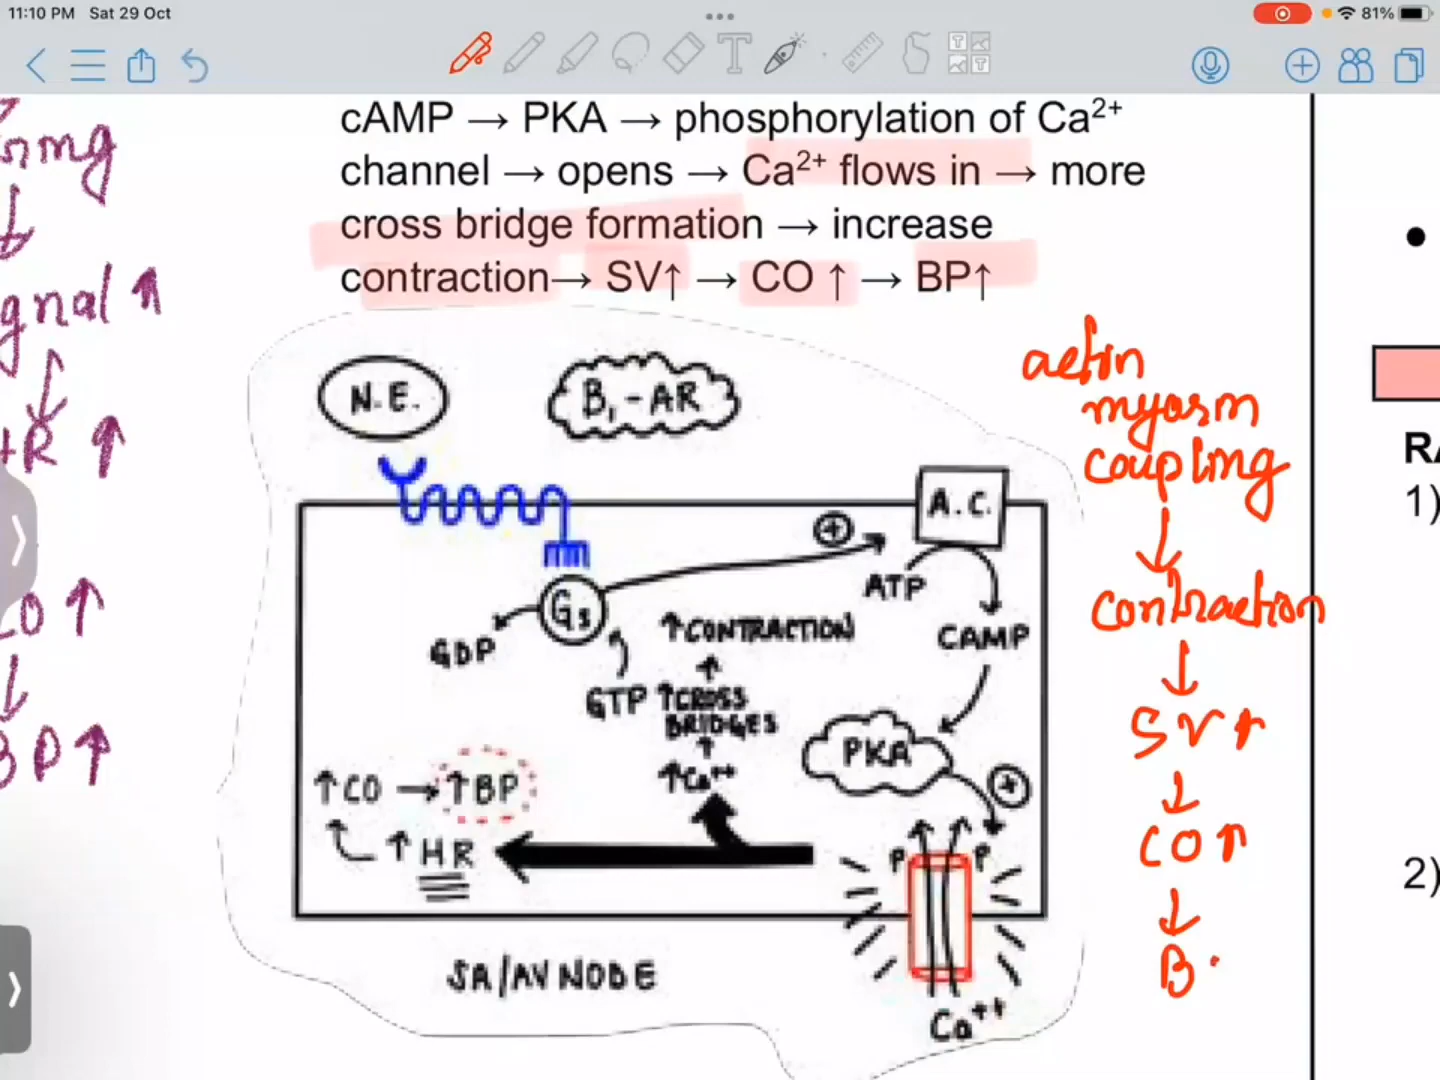 11:10 PM Sat 29 Oct
81%
cAMP → PKA → phosphorylation of Ca²⁺
channel → opens → Ca²⁺ flows in → more
cross bridge formation → increase
contraction→ SV↑ → CO ↑ → BP↑
gnal ↑
+R ↑
CO ↑
↓
BP↑
N.E.
B₁-AR
A.C.
+
ATP
Gs
GDP
GTP
CAMP
↑CONTRACTION
↑
↑CROSS
BRIDGES
↑
↑Ca⁺⁺
PKA
+
↑CO → ↑BP
↑ HR
P P
SA/AV NODE
Ca⁺⁺
actin
myosm
coupling
↓
contraction
↓
SV↑
↓
CO↑
↓
B
•
RA
1)
2)